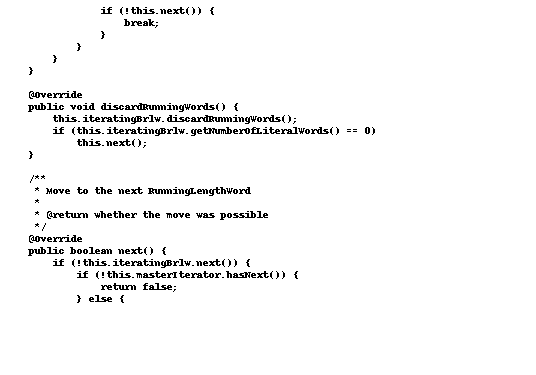 if (!this.next()) {
                break;
            }
        }
    }
}

@Override
public void discardRunningWords() {
    this.iteratingBrlw.discardRunningWords();
    if (this.iteratingBrlw.getNumberOfLiteralWords() == 0)
        this.next();
}

/**
 * Move to the next RunningLengthWord
 *
 * @return whether the move was possible
 */
@Override
public boolean next() {
    if (!this.iteratingBrlw.next()) {
        if (!this.masterIterator.hasNext()) {
            return false;
        } else {